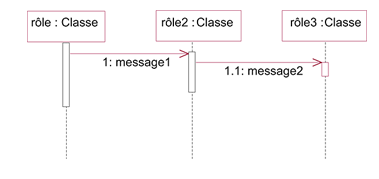 rôle : Classe
rôle2 :Classe
rôle3 :Classe
1: message1
1.1: message2